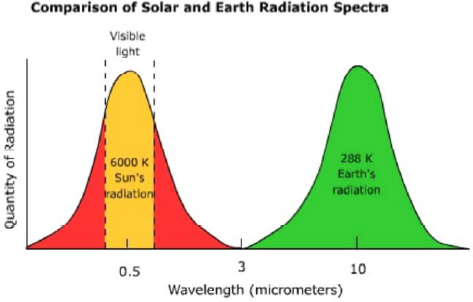 Comparison of Solar and Earth Radiation Spectra
Visible
light
Quantity of Radiation
6000 K
Sun's
radiation
288 K
Earth's
radiation
0.5
3
10
Wavelength (micrometers)